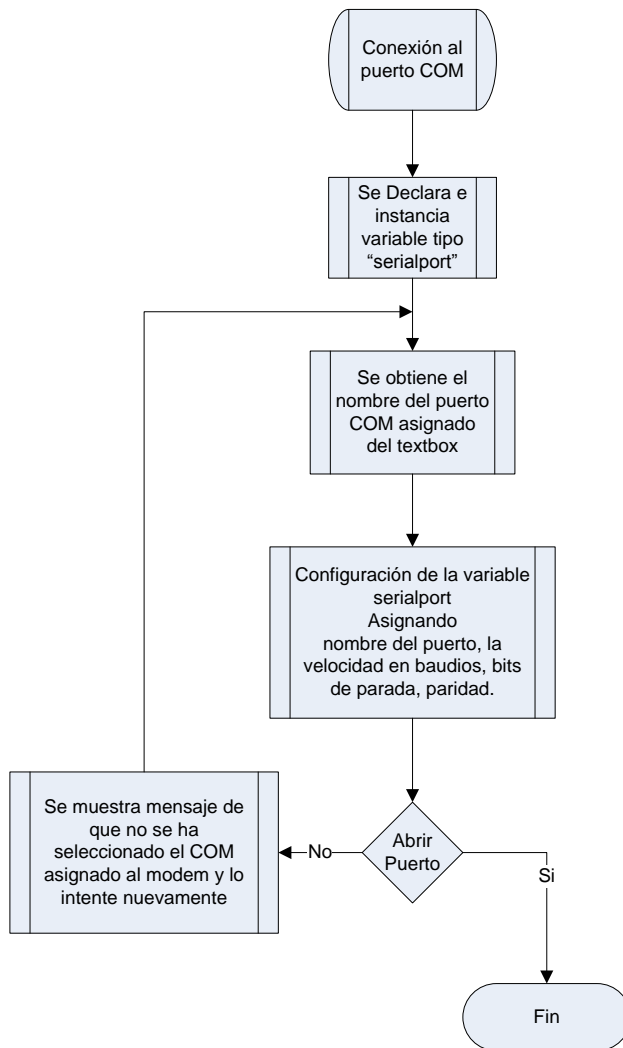 Conexión al
puerto COM
Se Declara e
instancia
variable tipo
“serialport”
Se obtiene el
nombre del puerto
COM asignado
del textbox
Configuración de la variable
serialport
Asignando
nombre del puerto, la
velocidad en baudios, bits
de parada, paridad.
Abrir
Puerto
No
Se muestra mensaje de
que no se ha
seleccionado el COM
asignado al modem y lo
intente nuevamente
Si
Fin